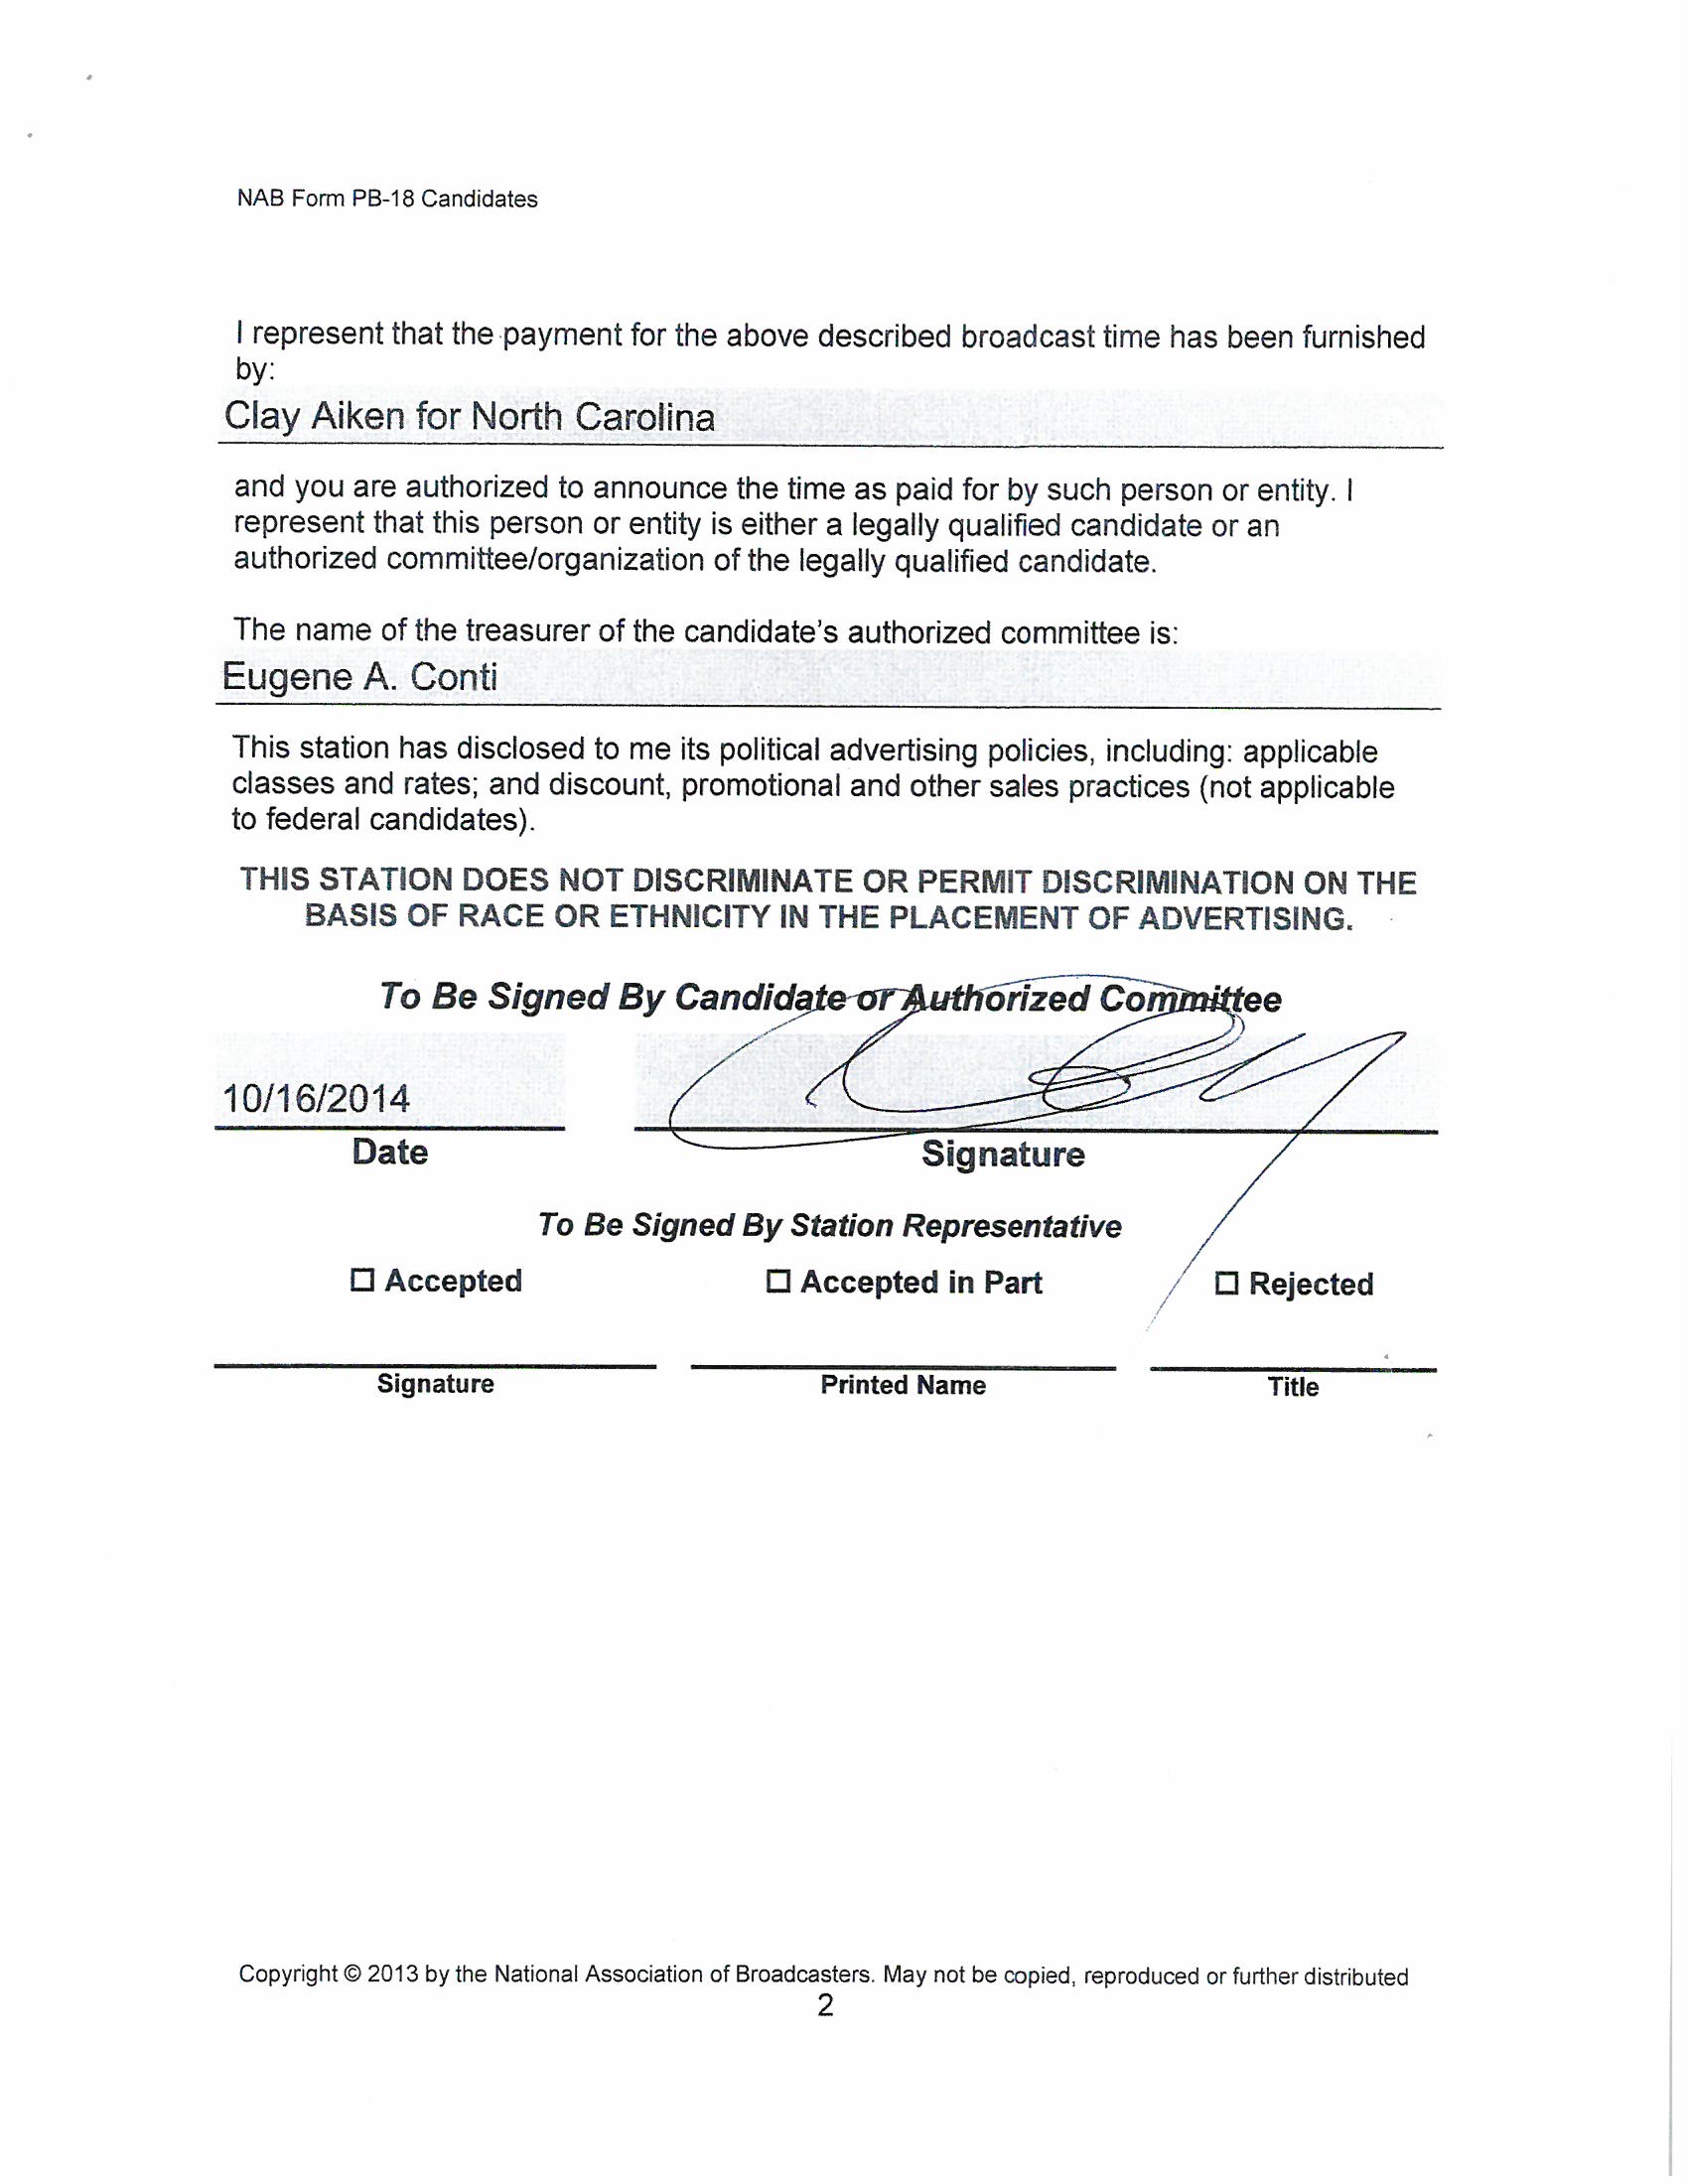 NAB Form PB-18 Candidates
I represent that the payment for the above described broadcast time has been furnished
by:
Clay Aiken for North Carolina
and you are authorized to announce the time as paid for by such person or entity. I
represent that this person or entity is either a legally qualified candidate or an
authorized committee/organization of the legally qualified candidate.
The name of the treasurer of the candidate's authorized committee is:
Eugene A. Conti
This station has disclosed to me its political advertising policies, including: applicable
classes and rates; and discount, promotional and other sales practices (not applicable
to federal candidates).
THIS STATION DOES NOT DISCRIMINATE OR PERMIT DISCRIMINATION ON THE
BASIS OF RACE OR ETHNICITY IN THE PLACEMENT OF ADVERTISING.
To Be Signed By Candidate or Authorized Committee
10/16/2014
Date Signature
To Be Signed By Station Representative
☐ Accepted ☐ Accepted in Part ☐ Rejected
Signature Printed Name Title
Copyright © 2013 by the National Association of Broadcasters. May not be copied, reproduced or further distributed
2